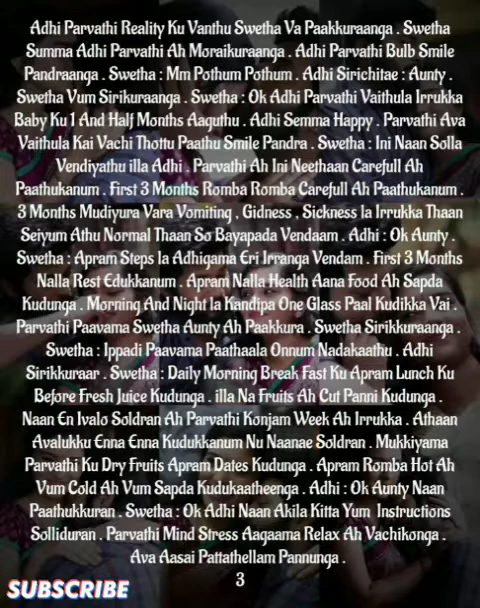 Adhi Parvathi Reality Ku Vanthu Swetha Va Paakkuraanga . Swetha
Summa Adhi Parvathi Ah Moraikuraanga . Adhi Parvathi Bulb Smile
Pandraanga . Swetha : Mm Pothum Pothum . Adhi Sirichitae : Aunty .
Swetha Vum Sirikuraanga . Swetha : Ok Adhi Parvathi Vaithula Irrukka
Baby Ku 1 And Half Months Aaguthu . Adhi Semma Happy . Parvathi Ava
Vaithula Kai Vachi Thottu Paathu Smile Pandra . Swetha : Ini Naan Solla
Vendiyathu illa Adhi . Parvathi Ah Ini Neethaan Carefull Ah
Paathukanum . First 3 Months Romba Romba Carefull Ah Paathukanum .
3 Months Mudiyura Vara Vomiting , Gidness , Sickness la Irrukka Thaan
Seiyum Athu Normal Thaan So Bayapada Vendaam . Adhi : Ok Aunty .
Swetha : Apram Steps la Adhigama Eri Irranga Vendam . First 3 Months
Nalla Rest Edukkanum . Apram Nalla Health Aana Food Ah Sapda
Kudunga . Morning And Night la Kandipa One Glass Paal Kudikka Vai .
Parvathi Paavama Swetha Aunty Ah Paakkura . Swetha Sirikkuraanga .
Swetha : Ippadi Paavama Paathaala Onnum Nadakaathu . Adhi
Sirikkuraar . Swetha : Daily Morning Break Fast Ku Apram Lunch Ku
Before Fresh Juice Kudunga . illa Na Fruits Ah Cut Panni Kudunga .
Naan En Ivalo Soldran Ah Parvathi Konjam Week Ah Irrukka . Athaan
Avalukku Enna Enna Kudukkanum Nu Naanae Soldran . Mukkiyama
Parvathi Ku Dry Fruits Apram Dates Kudunga . Apram Romba Hot Ah
Vum Cold Ah Vum Sapda Kudukaatheenga . Adhi : Ok Aunty Naan
Paathukkuran . Swetha : Ok Adhi Naan Akila Kitta Yum Instructions
Solliduran . Parvathi Mind Stress Aagaama Relax Ah Vachikonga .
Ava Aasai Pattathellam Pannunga .
3
SUBSCRIBE